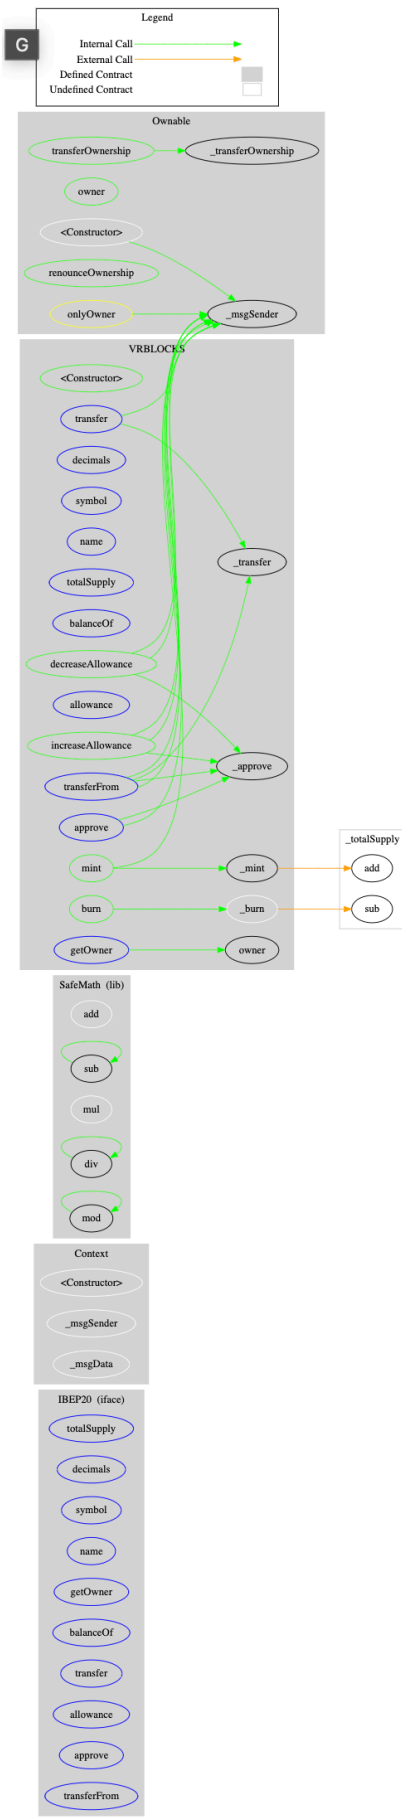 Legend
G
Internal Call
External Call
Defined Contract
Undefined Contract
Ownable
transferOwnership
_transferOwnership
owner
<Constructor>
renounceOwnership
onlyOwner
_msgSender
VRBLOCKS
<Constructor>
transfer
decimals
symbol
name
_transfer
totalSupply
balanceOf
decreaseAllowance
allowance
increaseAllowance
_approve
transferFrom
approve
_totalSupply
mint
_mint
add
burn
_burn
sub
getOwner
owner
SafeMath (lib)
add
sub
mul
div
mod
Context
<Constructor>
_msgSender
_msgData
IBEP20 (iface)
totalSupply
decimals
symbol
name
getOwner
balanceOf
transfer
allowance
approve
transferFrom